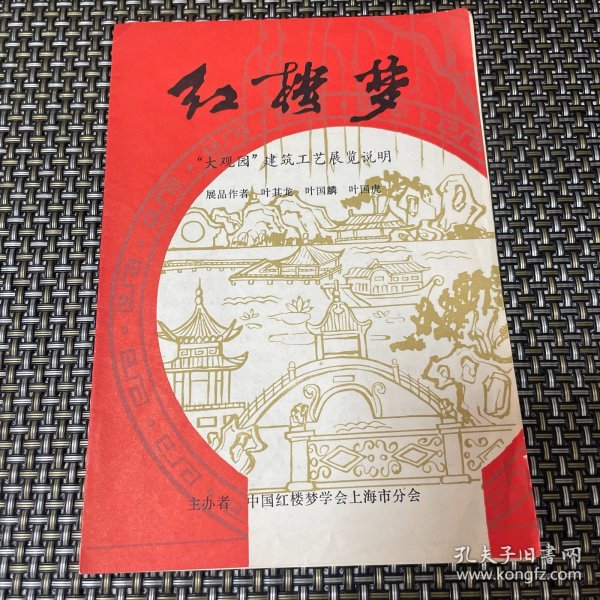 红楼梦
“大观园”建筑工艺展览说明
展品作者 叶其龙 叶国麟 叶国虎
主办者 中国红楼梦学会上海市分会
孔夫子旧书网
www.kongfz.com